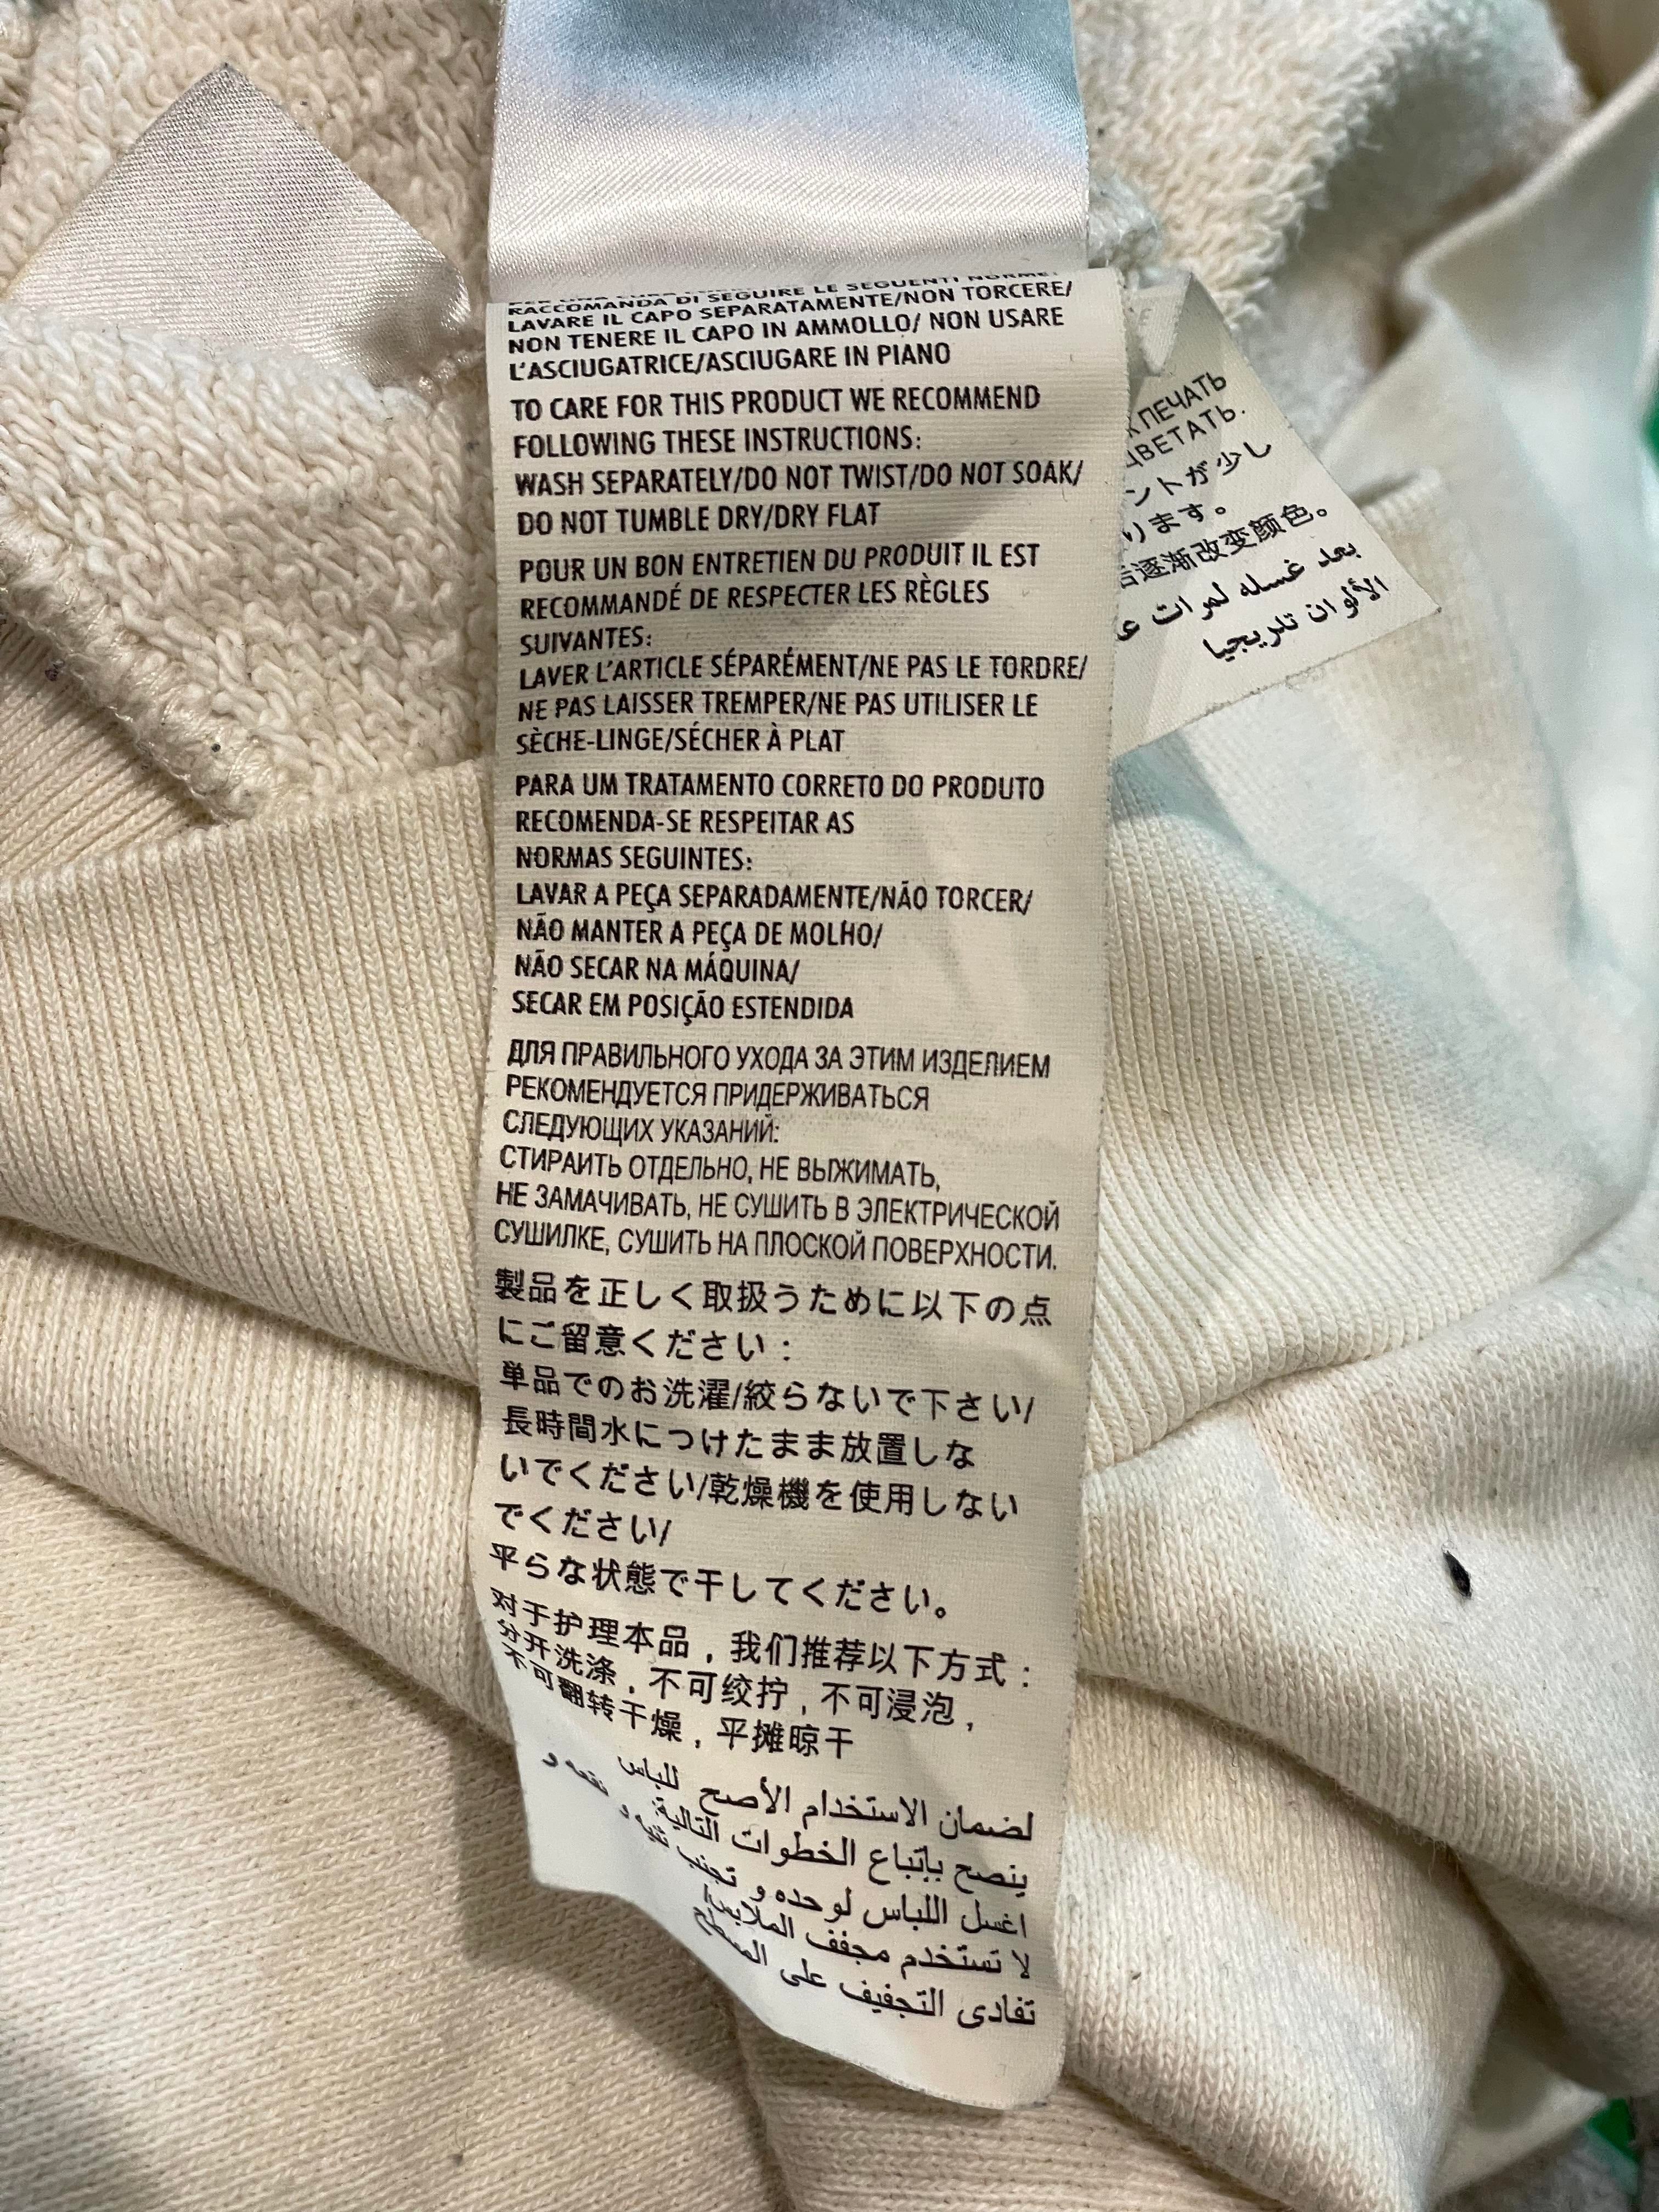 RACCOMANDA DI SEGUIRE LE SEGUENTI NORME:
LAVARE IL CAPO SEPARATAMENTE/NON TORCERE/
NON TENERE IL CAPO IN AMMOLLO/ NON USARE
L'ASCIUGATRICE/ASCIUGARE IN PIANO
TO CARE FOR THIS PRODUCT WE RECOMMEND
FOLLOWING THESE INSTRUCTIONS:
WASH SEPARATELY/DO NOT TWIST/DO NOT SOAK/
DO NOT TUMBLE DRY/DRY FLAT
POUR UN BON ENTRETIEN DU PRODUIT IL EST
RECOMMANDÉ DE RESPECTER LES RÈGLES
SUIVANTES:
LAVER L'ARTICLE SÉPARÉMENT/NE PAS LE TORDRE/
NE PAS LAISSER TREMPER/NE PAS UTILISER LE
SÈCHE-LINGE/SÉCHER À PLAT
PARA UM TRATAMENTO CORRETO DO PRODUTO
RECOMENDA-SE RESPEITAR AS
NORMAS SEGUINTES:
LAVAR A PEÇA SEPARADAMENTE/NÃO TORCER/
NÃO MANTER A PEÇA DE MOLHO/
NÃO SECAR NA MÁQUINA/
SECAR EM POSIÇÃO ESTENDIDA
ДЛЯ ПРАВИЛЬНОГО УХОДА ЗА ЭТИМ ИЗДЕЛИЕМ
РЕКОМЕНДУЕТСЯ ПРИДЕРЖИВАТЬСЯ
СЛЕДУЮЩИХ УКАЗАНИЙ:
СТИРАИТЬ ОТДЕЛЬНО, НЕ ВЫЖИМАТЬ,
НЕ ЗАМАЧИВАТЬ, НЕ СУШИТЬ В ЭЛЕКТРИЧЕСКОЙ
СУШИЛКЕ, СУШИТЬ НА ПЛОСКОЙ ПОВЕРХНОСТИ.
製品を正しく取扱うために以下の点
にご留意ください：
単品でのお洗濯/絞らないで下さい/
長時間水につけたまま放置しな
いでください/乾燥機を使用しない
でください/
平らな状態で干してください。
对于护理本品，我们推荐以下方式：
分开洗涤，不可绞拧，不可浸泡，
不可翻转干燥，平摊晾干
لضمان الاستخدام الأصح للباس
ينصح بإتباع الخطوات التالية:
اغسل اللباس لوحده و تجنب ثنيه و نقعه و
لا تستخدم مجفف الملابس
تفادى التجفيف على المسطح
ПЕЧАТЬ
ЦВЕТАТЬ.
ントが少し
ります。
后逐渐改变颜色。
بعد غسله لمرات
الألوان تدريجيا